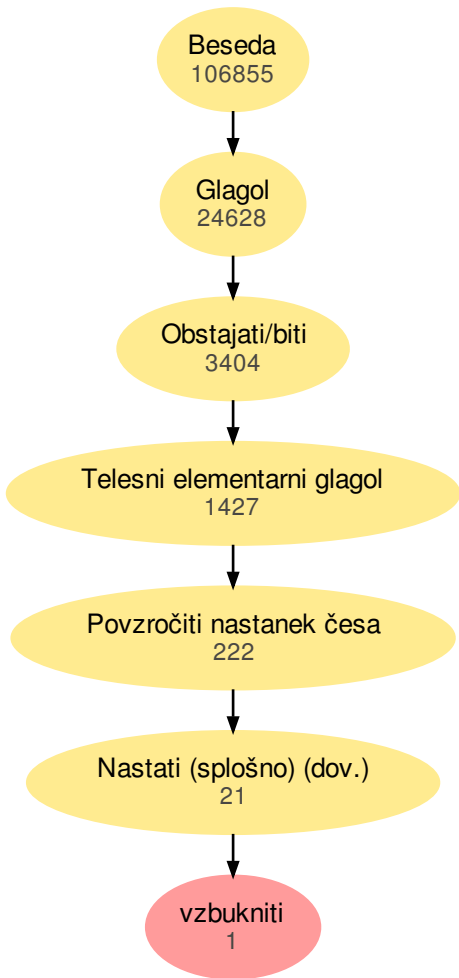 Beseda
106855
Glagol
24628
Obstajati/biti
3404
Telesni elementarni glagol
1427
Povzročiti nastanek česa
222
Nastati (splošno) (dov.)
21
vzbukniti
1